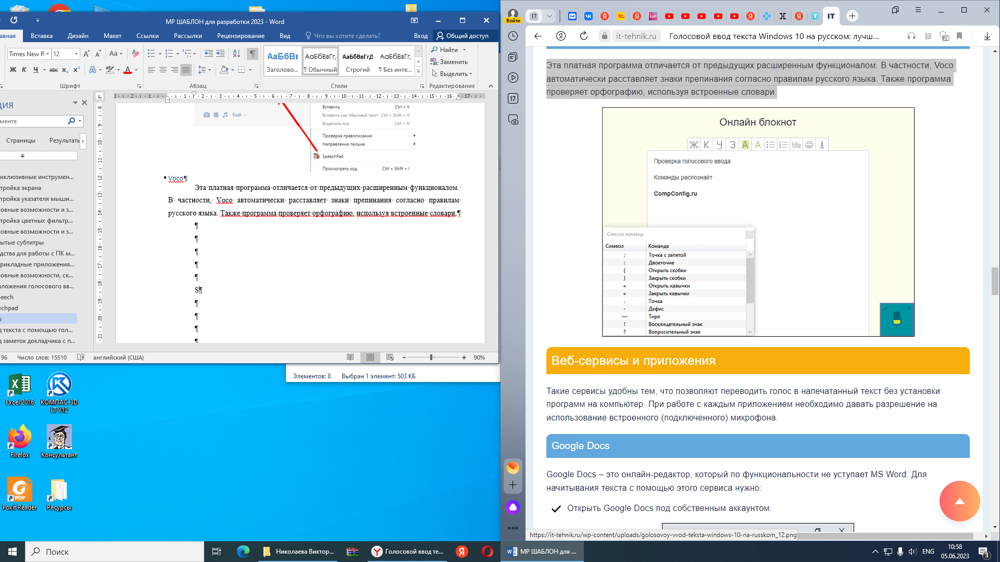 МР ШАБЛОН для разработки 2023 - Word
авная
Вставка
Дизайн
Макет
Ссылки
Рассылки
Рецензирование
Вид
Что вы хотите сделать?
Вход
Общий доступ
Times New R
12
Aa
Ж К Ч abc x₂ x²
Шрифт
Абзац
АаБбВв
Заголово...
АаБбВвГг,
¶ Обычный
АаБбВвГгД
Строгий
АаБбВвГг,
¶ Без инте...
Стили
Найти
Заменить
Выделить
Редактирование
ЦИЯ
менте
Страницы
Результать
нклюзивные инструмен...
тройка экрана
тройка указателя мыши...
новные возможности и з...
тройка цветных фильтр...
новные возможности и з...
ытые субтитры
дства для работы с ПК м...
рикладные приложения...
новные возможности, ск...
иложения голосового вв...
eech
echpad
o
д текста с помощью гол...
д заметок докладчика с п...
Ещё
Вставить Ctrl + V
Вставить как обычный текст Ctrl + Shift + V
Выделить все Ctrl + A
Проверка правописания
Направление письма
SpeechPad
Просмотреть код Ctrl + Shift + I
Voco¶
Эта платная программа отличается от предыдущих расширенным функционалом.
В частности, Voco автоматически расставляет знаки препинания согласно правилам
русского языка. Также программа проверяет орфографию, используя встроенные словари.¶
¶
¶
¶
¶
¶
S¶
¶
¶
¶
¶
96
Число слов: 15510
английский (США)
90%
Элементов: 8
Выбран 1 элемент: 503 КБ
Excel 2016
КОМПАС-3D LT V12
Firefox
Консультант
Foxit Reader
Ресурсы
Войти
17
it-tehnik.ru
Голосовой ввод текста Windows 10 на русском: лучш...
28
17
Эта платная программа отличается от предыдущих расширенным функционалом. В частности, Voco
автоматически расставляет знаки препинания согласно правилам русского языка. Также программа
проверяет орфографию, используя встроенные словари.
Онлайн блокнот
Ж К Ч З A A http
Проверка голосового ввода
Команды распознаёт
CompConfig.ru
Список команд
Символ Команда
; Точка с запятой
: Двоеточие
( Открыть скобки
) Закрыть скобки
« Открыть кавычки
» Закрыть кавычки
. Точка
- Дефис
— Тире
! Восклицательный знак
? Вопросительный знак
Веб-сервисы и приложения
Такие сервисы удобны тем, что позволяют переводить голос в напечатанный текст без установки
программ на компьютер. При работе с каждым приложением необходимо давать разрешение на
использование встроенного (подключенного) микрофона.
Google Docs
Google Docs – это онлайн-редактор, который по функциональности не уступает MS Word. Для
начитывания текста с помощью этого сервиса нужно:
Открыть Google Docs под собственным аккаунтом.
https://it-tehnik.ru/wp-content/uploads/golosovoy-vvod-teksta-windows-10-na-russkom_12.png
Поиск
Николаева Виктор...
Голосовой ввод те...
МР ШАБЛОН для ...
ENG
10:58
05.06.2023
3